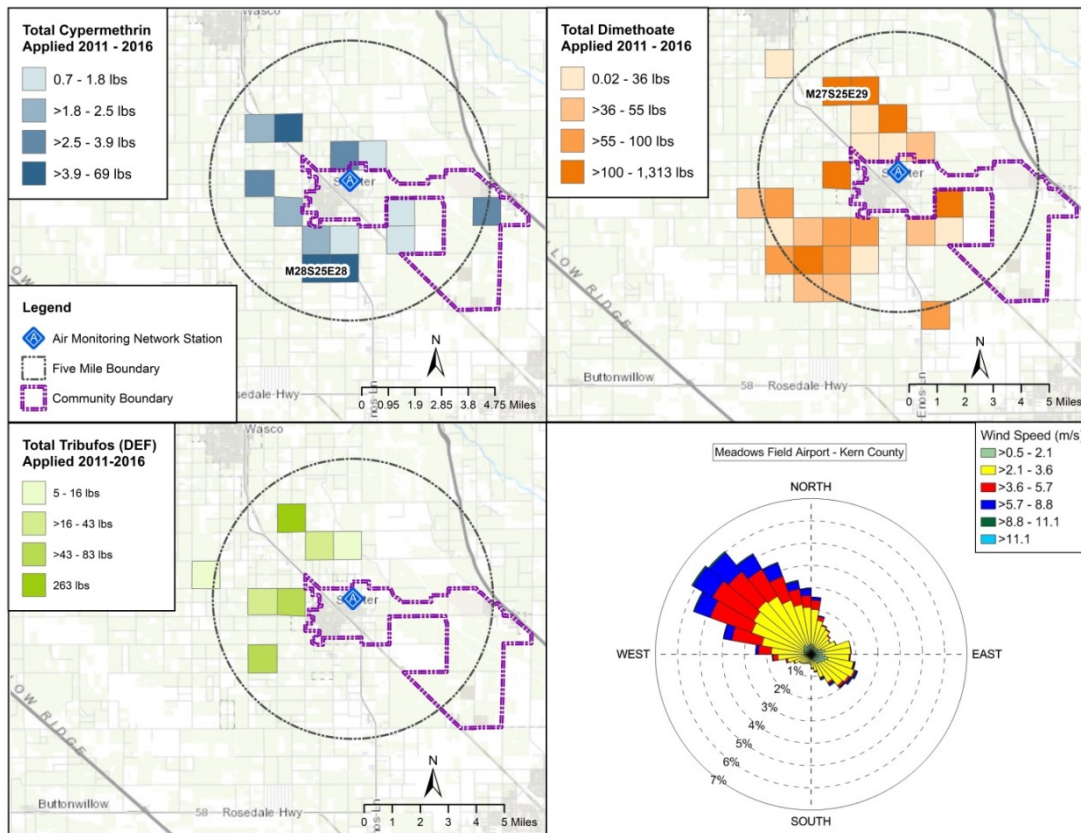 Total Cypermethrin
Applied 2011 - 2016
0.7 - 1.8 lbs
>1.8 - 2.5 lbs
>2.5 - 3.9 lbs
>3.9 - 69 lbs
Wasco
M28S25E28
Legend
Air Monitoring Network Station
Five Mile Boundary
Community Boundary
A
N
0 0.95 1.9 2.85 3.8 4.75 Miles
Total Dimethoate
Applied 2011 - 2016
0.02 - 36 lbs
>36 - 55 lbs
>55 - 100 lbs
>100 - 1,313 lbs
Wasco
M27S25E29
A
RIDGE
Buttonwillow
58 Rosedale Hwy
N
0 1 2 3 4 5 Miles
Total Tribufos (DEF)
Applied 2011-2016
5 - 16 lbs
>16 - 43 lbs
>43 - 83 lbs
263 lbs
Wasco
A
RIDGE
Buttonwillow
58 Rosedale Hwy
N
0 1 2 3 4 5 Miles
Meadows Field Airport - Kern County
Wind Speed (m/s)
>0.5 - 2.1
>2.1 - 3.6
>3.6 - 5.7
>5.7 - 8.8
>8.8 - 11.1
>11.1
NORTH
WEST
EAST
1%
2%
3%
4%
5%
6%
7%
SOUTH